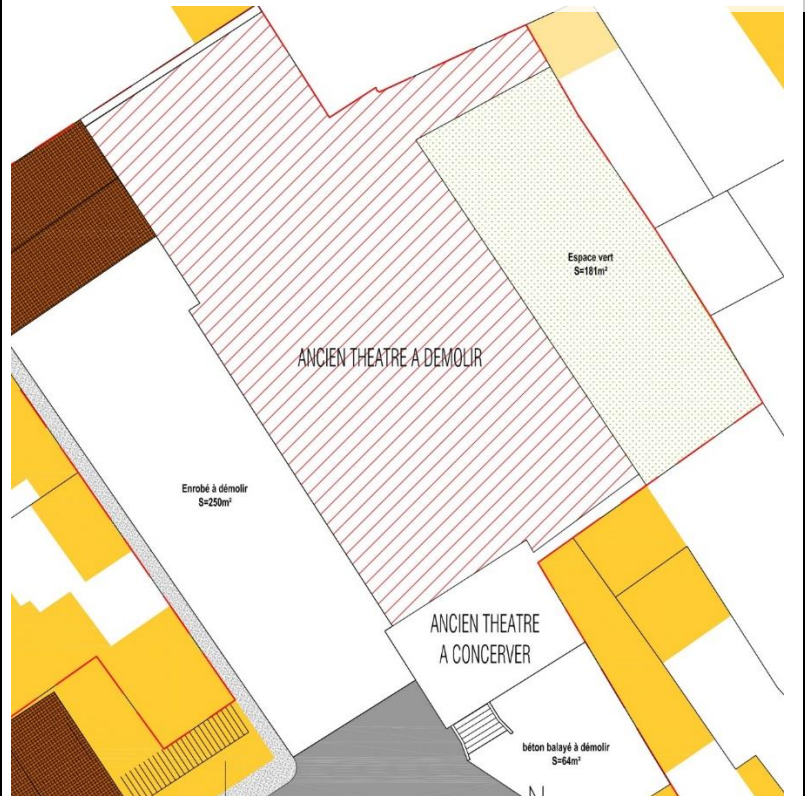 Espace vert
S=181m²
ANCIEN THEATRE A DEMOLIR
Enrobé à démolir
S=250m²
ANCIEN THEATRE
A CONCERVER
béton balayé à démolir
S=64m²